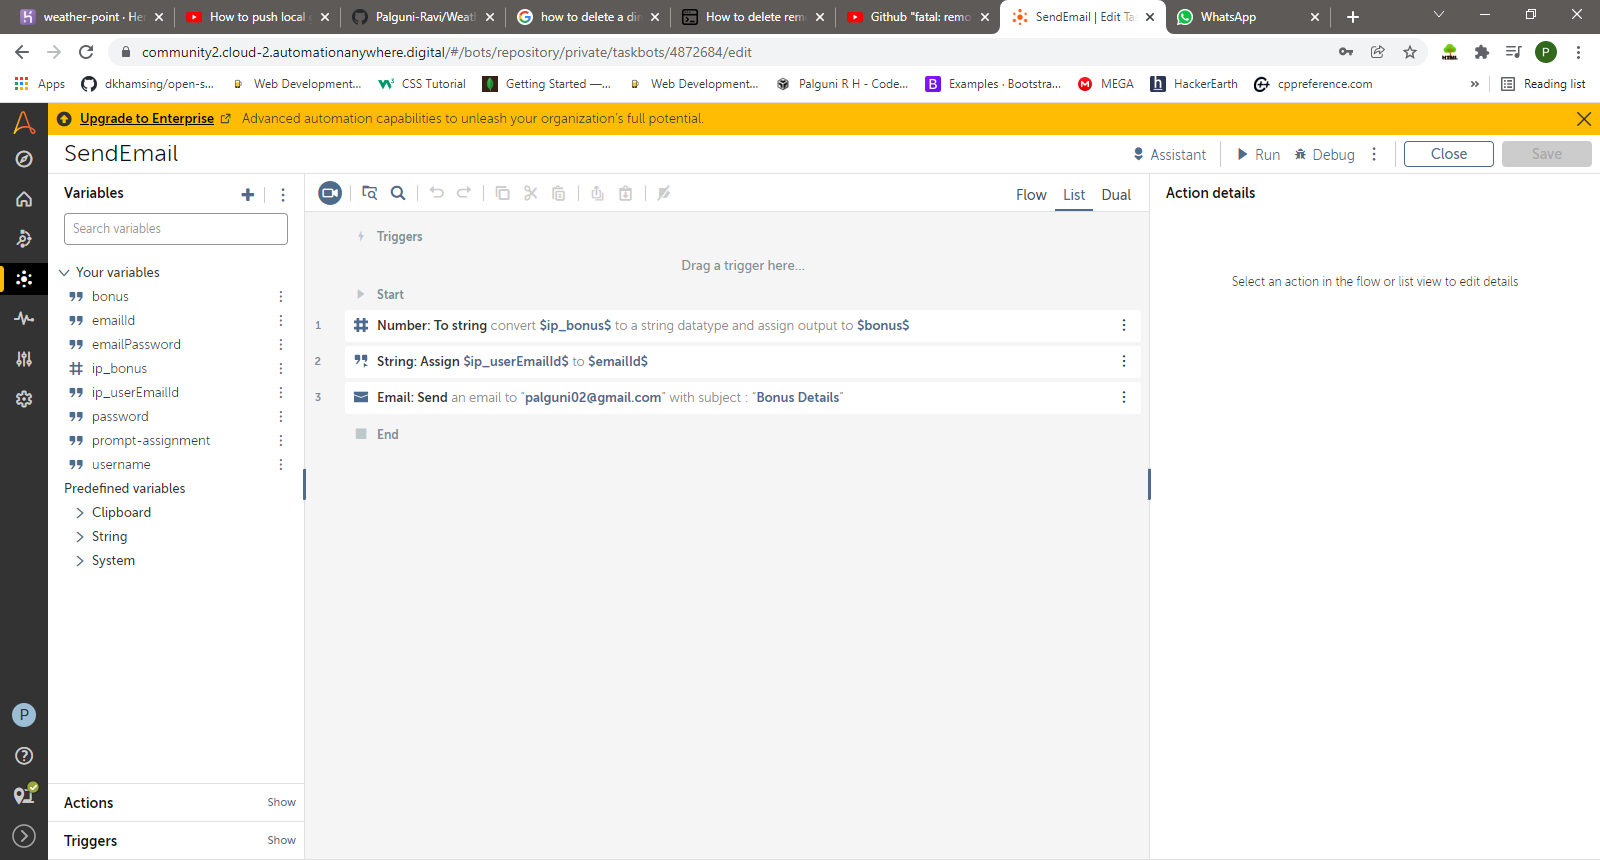 weather-point · He
How to push local g
Palguni-Ravi/Weat
how to delete a dir
How to delete rem
Github "fatal: remo
SendEmail | Edit Ta
WhatsApp
community2.cloud-2.automationanywhere.digital/#/bots/repository/private/taskbots/4872684/edit
P
Apps
dkhamsing/open-s...
Web Development...
CSS Tutorial
Getting Started —...
Web Development...
Palguni R H - Code...
Examples · Bootstra...
MEGA
HackerEarth
cppreference.com
»
Reading list
Upgrade to Enterprise Advanced automation capabilities to unleash your organization's full potential.
SendEmail
Assistant
Run
Debug
Close
Save
Variables
Search variables
Your variables
bonus
emailId
emailPassword
ip_bonus
ip_userEmailId
password
prompt-assignment
username
Predefined variables
Clipboard
String
System
Actions Show
Triggers Show
P
Flow
List
Dual
Triggers
Drag a trigger here...
Start
1 Number: To string convert $ip_bonus$ to a string datatype and assign output to $bonus$
2 String: Assign $ip_userEmailId$ to $emailId$
3 Email: Send an email to "palguni02@gmail.com" with subject : "Bonus Details"
End
Action details
Select an action in the flow or list view to edit details